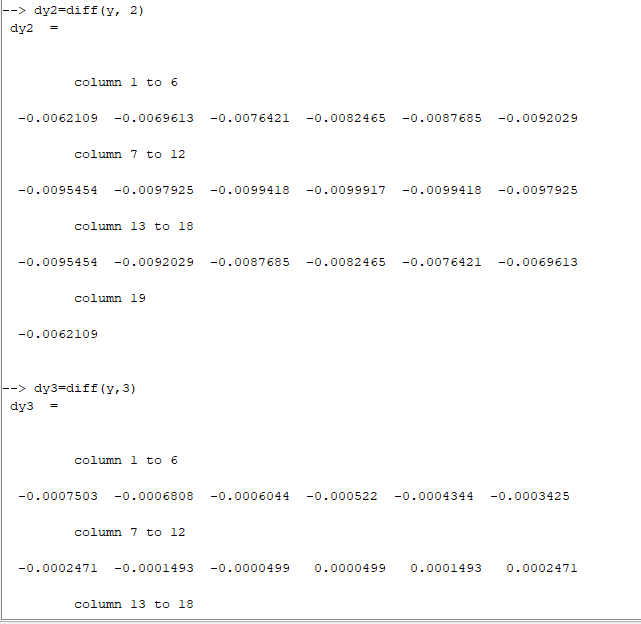 --> dy2=diff(y, 2)
dy2  =
column 1 to 6
-0.0062109  -0.0069613  -0.0076421  -0.0082465  -0.0087685  -0.0092029
column 7 to 12
-0.0095454  -0.0097925  -0.0099418  -0.0099917  -0.0099418  -0.0097925
column 13 to 18
-0.0095454  -0.0092029  -0.0087685  -0.0082465  -0.0076421  -0.0069613
column 19
-0.0062109
--> dy3=diff(y,3)
dy3  =
column 1 to 6
-0.0007503  -0.0006808  -0.0006044  -0.000522  -0.0004344  -0.0003425
column 7 to 12
-0.0002471  -0.0001493  -0.0000499  0.0000499  0.0001493  0.0002471
column 13 to 18